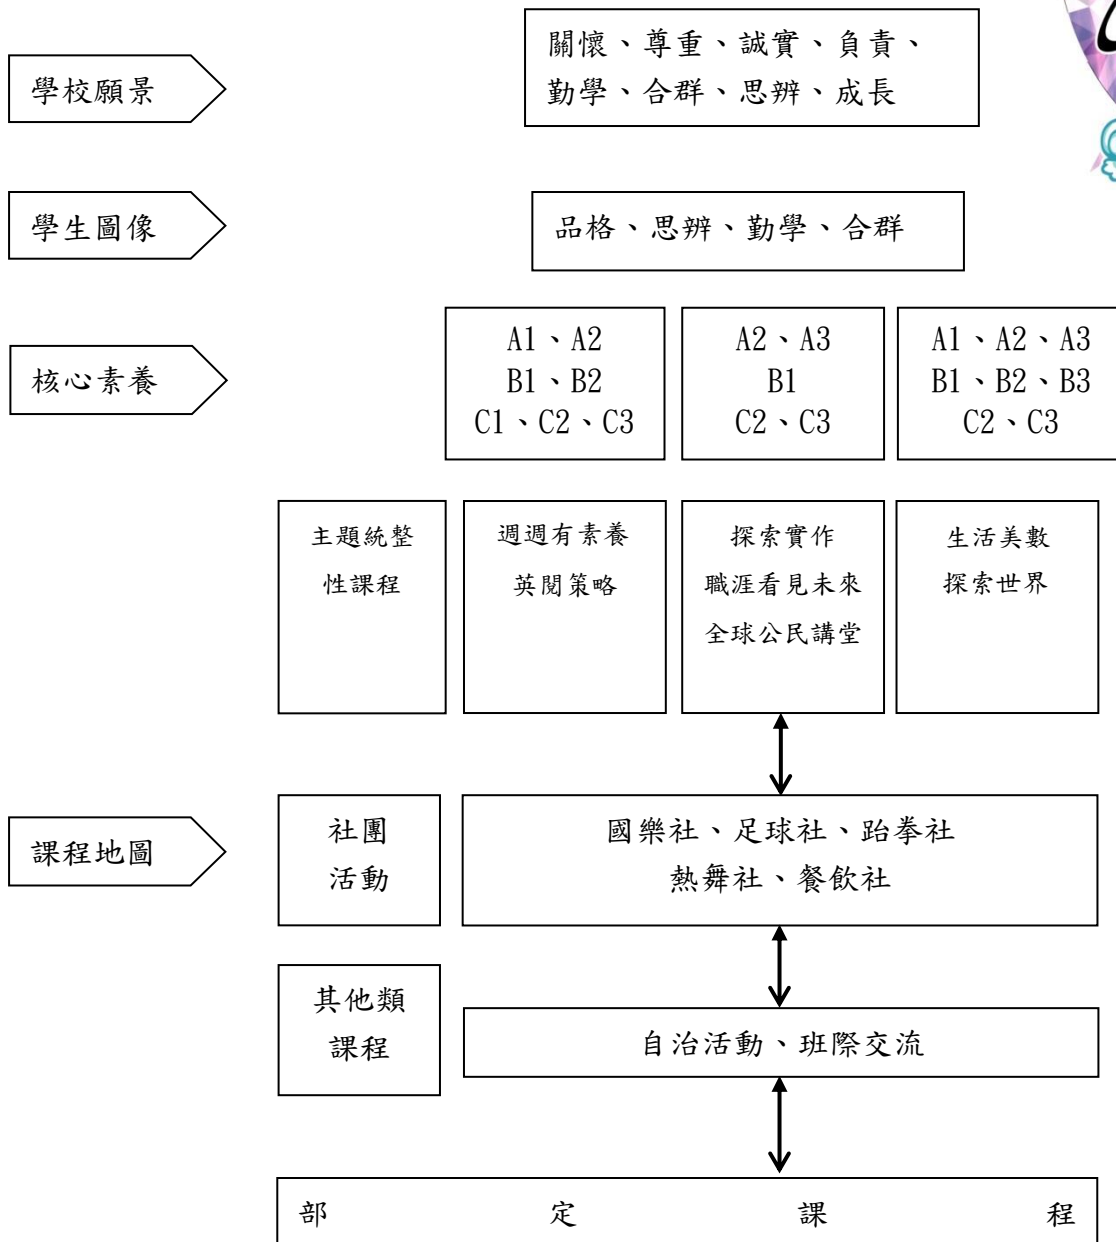 學校願景
關懷、尊重、誠實、負責、
勤學、合群、思辨、成長
學生圖像
品格、思辨、勤學、合群
核心素養
A1、A2
B1、B2
C1、C2、C3
A2、A3
B1
C2、C3
A1、A2、A3
B1、B2、B3
C2、C3
主題統整
性課程
週週有素養
英閱策略
探索實作
職涯看見未來
全球公民講堂
生活美數
探索世界
課程地圖
社團
活動
國樂社、足球社、跆拳社
熱舞社、餐飲社
其他類
課程
自治活動、班際交流
部 定 課 程